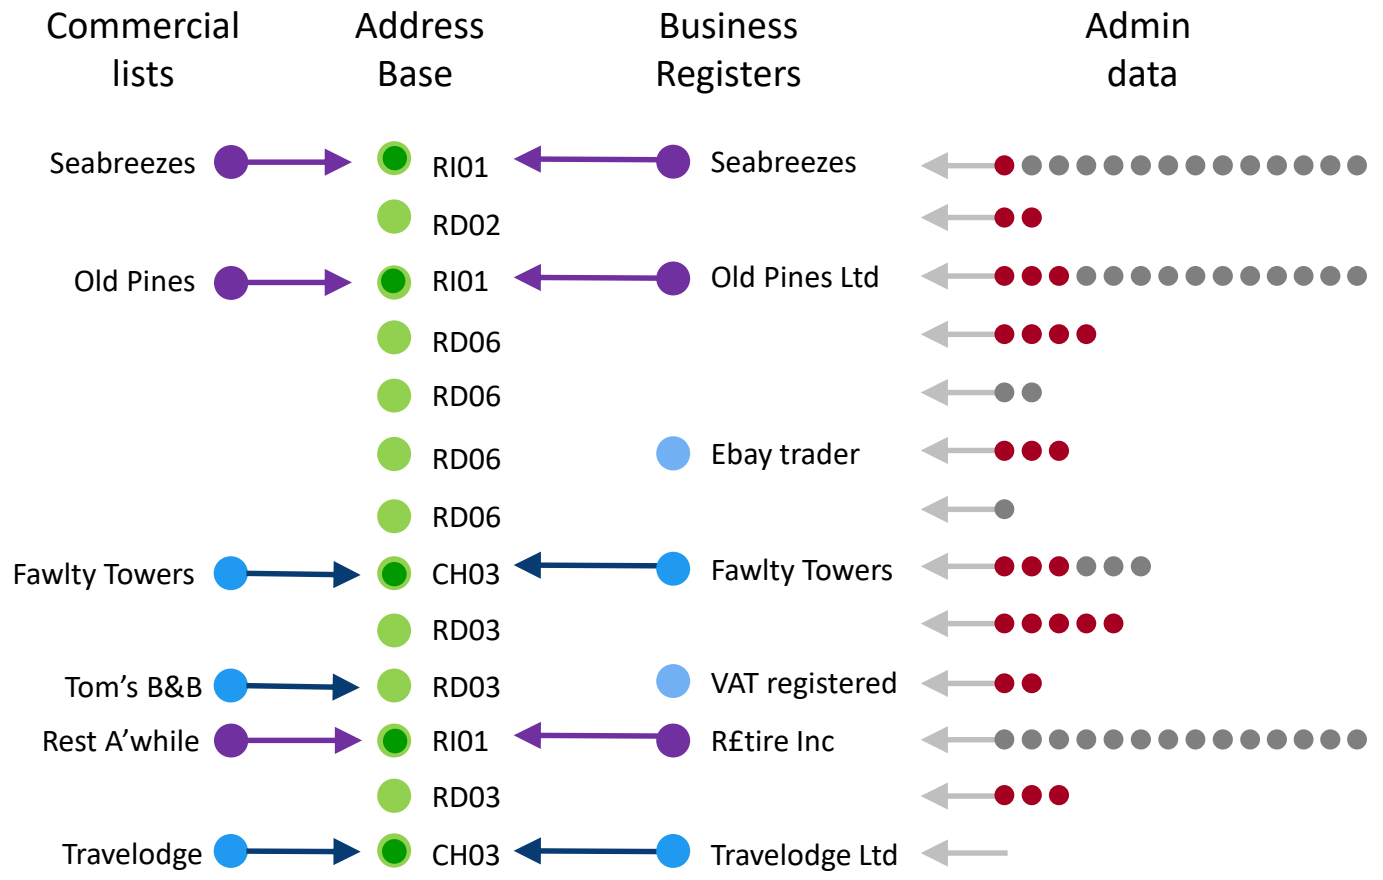 Commercial
lists
Address
Base
Business
Registers
Admin
data
Seabreezes
RI01
Seabreezes
RD02
Old Pines
RI01
Old Pines Ltd
RD06
RD06
RD06
Ebay trader
RD06
Fawlty Towers
CH03
Fawlty Towers
RD03
Tom’s B&B
RD03
VAT registered
Rest A’while
RI01
R£tire Inc
RD03
Travelodge
CH03
Travelodge Ltd